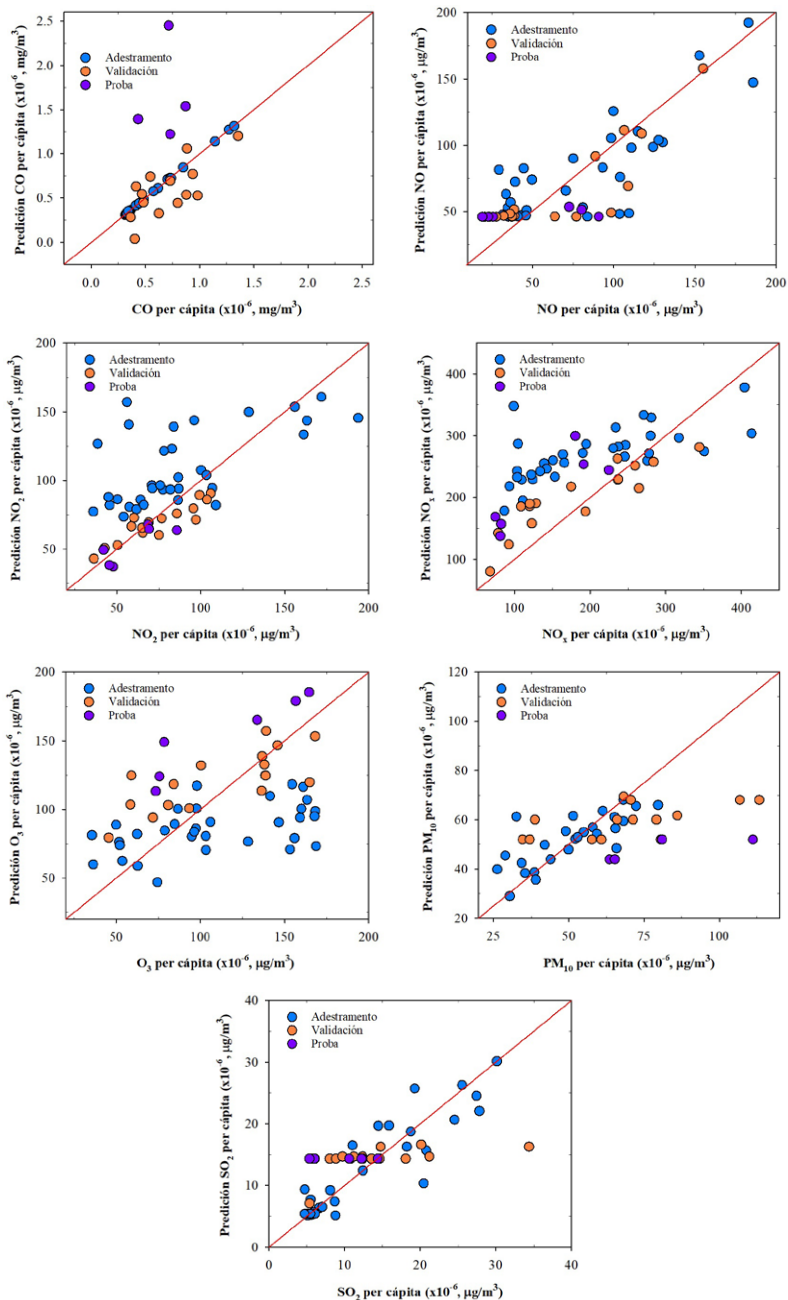 Predición CO per cápita (x10⁻⁶, mg/m³)
2.5
2.0
1.5
1.0
0.5
0.0
Adestramento
Validación
Proba
0.0 0.5 1.0 1.5 2.0 2.5
CO per cápita (x10⁻⁶, mg/m³)
Predición NO per cápita (x10⁻⁶, µg/m³)
200
150
100
50
Adestramento
Validación
Proba
50 100 150 200
NO per cápita (x10⁻⁶, µg/m³)
Predición NO₂ per cápita (x10⁻⁶, µg/m³)
200
150
100
50
Adestramento
Validación
Proba
50 100 150 200
NO₂ per cápita (x10⁻⁶, µg/m³)
Predición NOₓ per cápita (x10⁻⁶, µg/m³)
400
300
200
100
Adestramento
Validación
Proba
100 200 300 400
NOₓ per cápita (x10⁻⁶, µg/m³)
Predición O₃ per cápita (x10⁻⁶, µg/m³)
200
150
100
50
Adestramento
Validación
Proba
50 100 150 200
O₃ per cápita (x10⁻⁶, µg/m³)
Predición PM₁₀ per cápita (x10⁻⁶, µg/m³)
120
100
80
60
40
20
Adestramento
Validación
Proba
25 50 75 100
PM₁₀ per cápita (x10⁻⁶, µg/m³)
Predición SO₂ per cápita (x10⁻⁶, µg/m³)
40
30
20
10
0
Adestramento
Validación
Proba
0 10 20 30 40
SO₂ per cápita (x10⁻⁶, µg/m³)